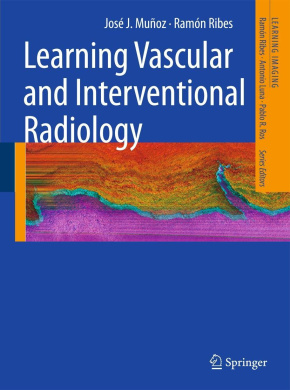 José J. Muñoz · Ramón Ribes
Learning Vascular
and Interventional
Radiology
LEARNING IMAGING
Ramón Ribes · Antonio Luna · Pablo R. Ros Series Editors
Springer